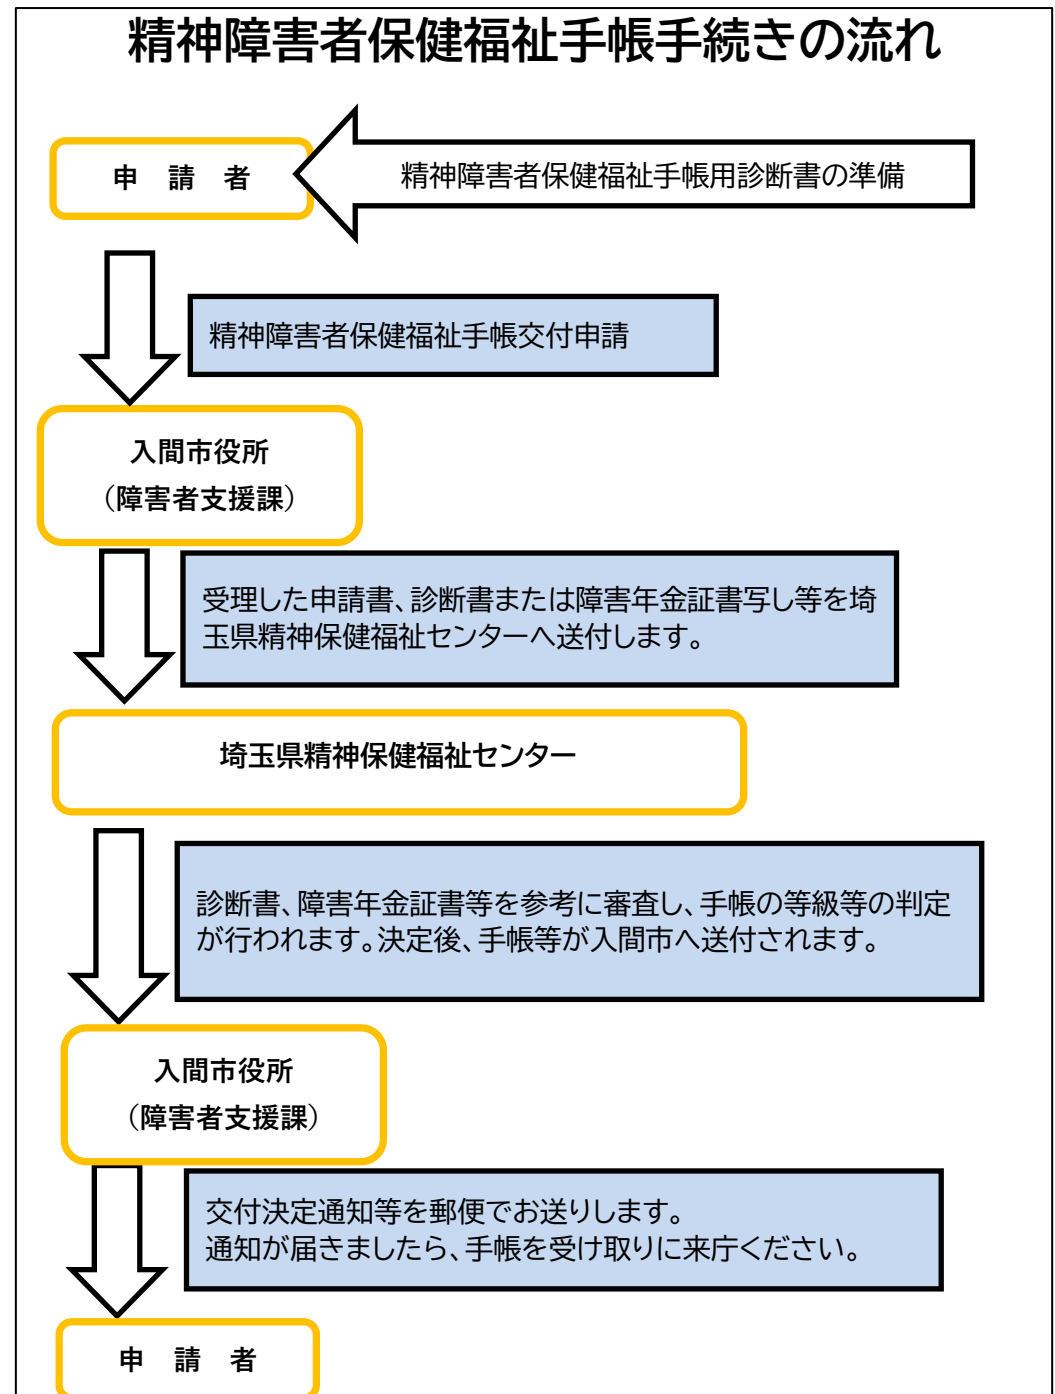 精神障害者保健福祉手帳手続きの流れ
申　請　者
精神障害者保健福祉手帳用診断書の準備
精神障害者保健福祉手帳交付申請
入間市役所
（障害者支援課）
受理した申請書、診断書または障害年金証書写し等を埼
玉県精神保健福祉センターへ送付します。
埼玉県精神保健福祉センター
診断書、障害年金証書等を参考に審査し、手帳の等級等の判定
が行われます。決定後、手帳等が入間市へ送付されます。
入間市役所
（障害者支援課）
交付決定通知等を郵便でお送りします。
通知が届きましたら、手帳を受け取りに来庁ください。
申　請　者